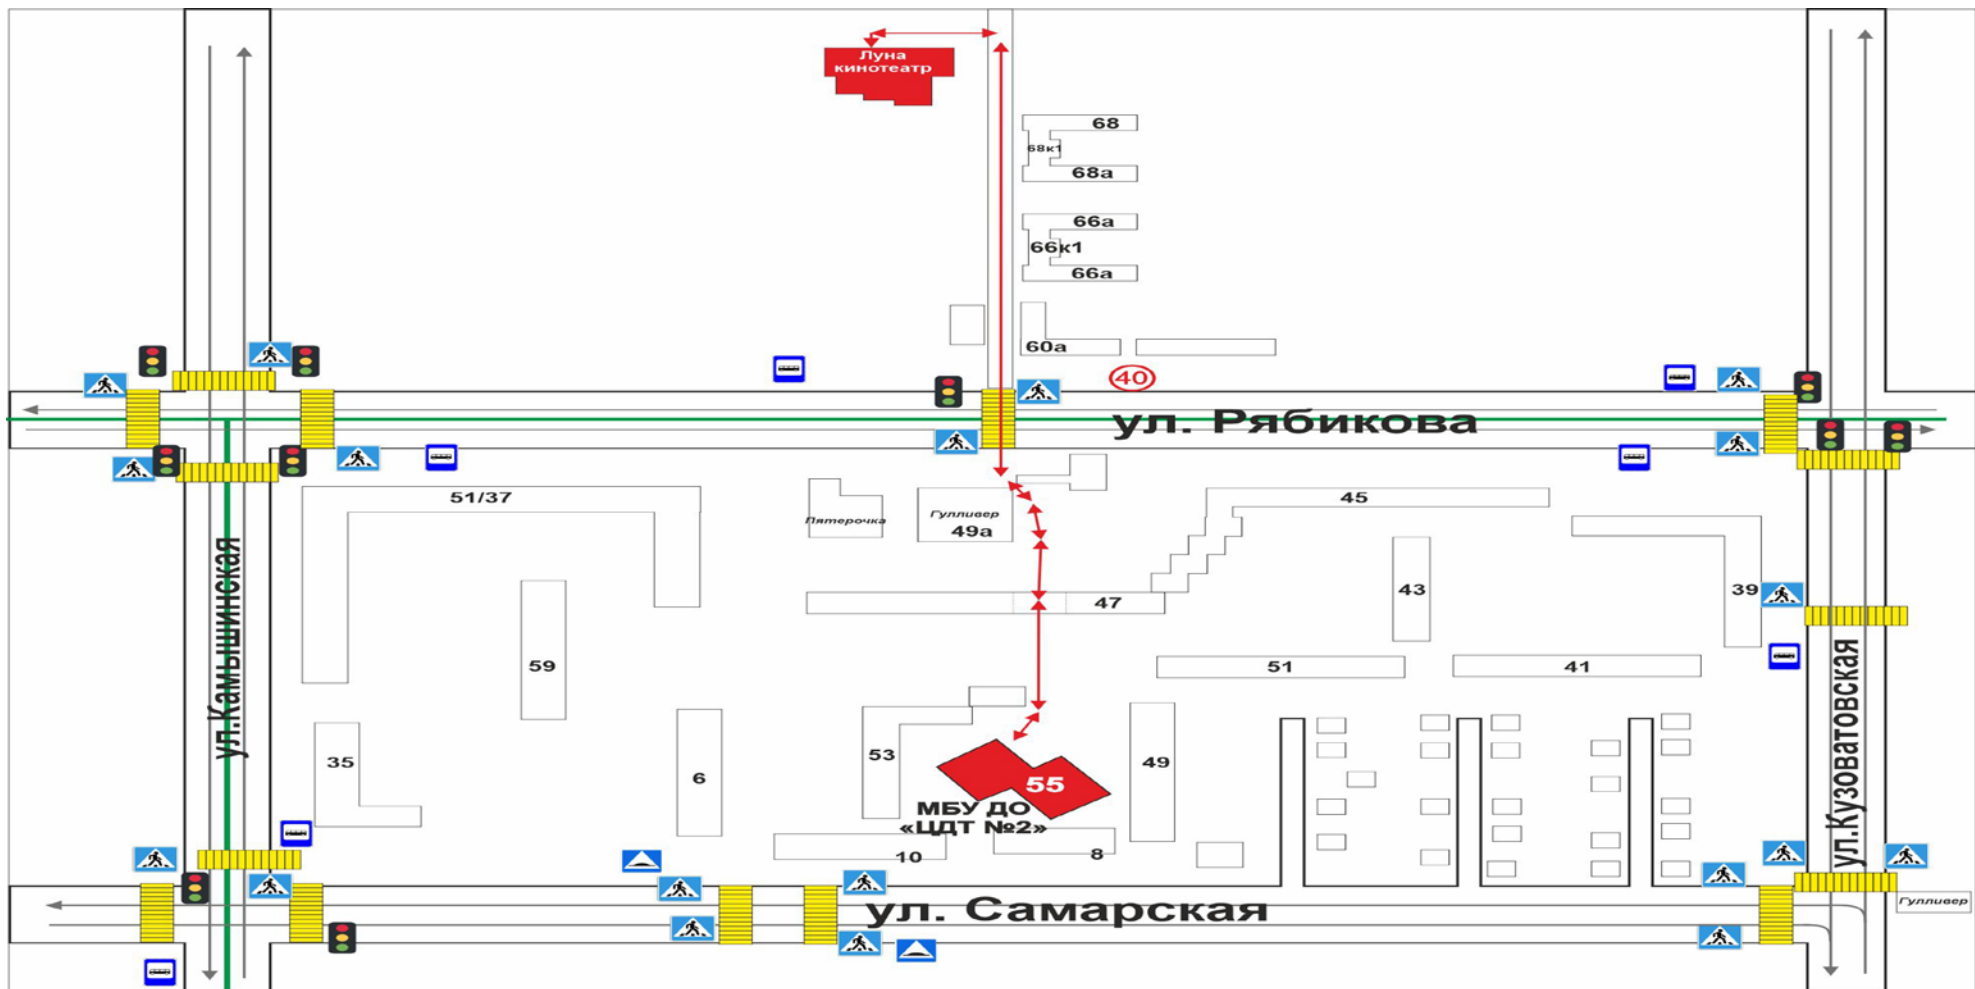 Луна
кинотеатр
68
68к1
68а
66а
66к1
66а
60а
40
ул. Рябикова
51/37
Пятерочка
Гулливер
49а
45
47
43
39
59
51
41
ул.Камышинская
ул.Кузоватовская
35
6
53
55
49
МБУ ДО
«ЦДТ №2»
10
8
ул. Самарская
Гулливер